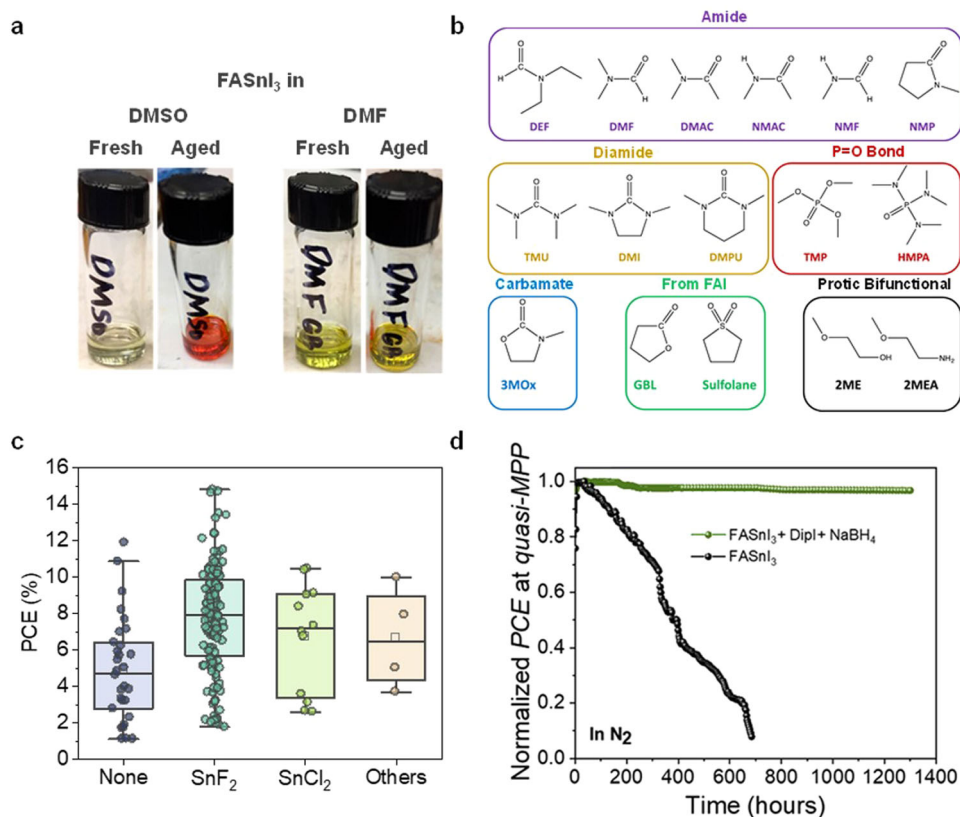 a
FASnI₃ in
DMSO DMF
Fresh Aged Fresh Aged
DMSO DMSO DMF GB DMF GB
b
Amide
O H C N
O N C H
O N C
H O N C
H O N C H
O N
DEF DMF DMAC NMAC NMF NMP
Diamide P=O Bond
O N N
O N N
O N N
O O P O O
N N P O N
TMU DMI DMPU TMP HMPA
Carbamate From FAI Protic Bifunctional
O O N
O O
O O S
O OH
O NH₂
3MOx GBL Sulfolane 2ME 2MEA
c
PCE (%)
16
14
12
10
8
6
4
2
0
None SnF₂ SnCl₂ Others
d
Normalized PCE at quasi-MPP
1.0
0.8
0.6
0.4
0.2
0.0
FASnI₃+ DipI+ NaBH₄
FASnI₃
In N₂
0 200 400 600 800 1000 1200 1400
Time (hours)